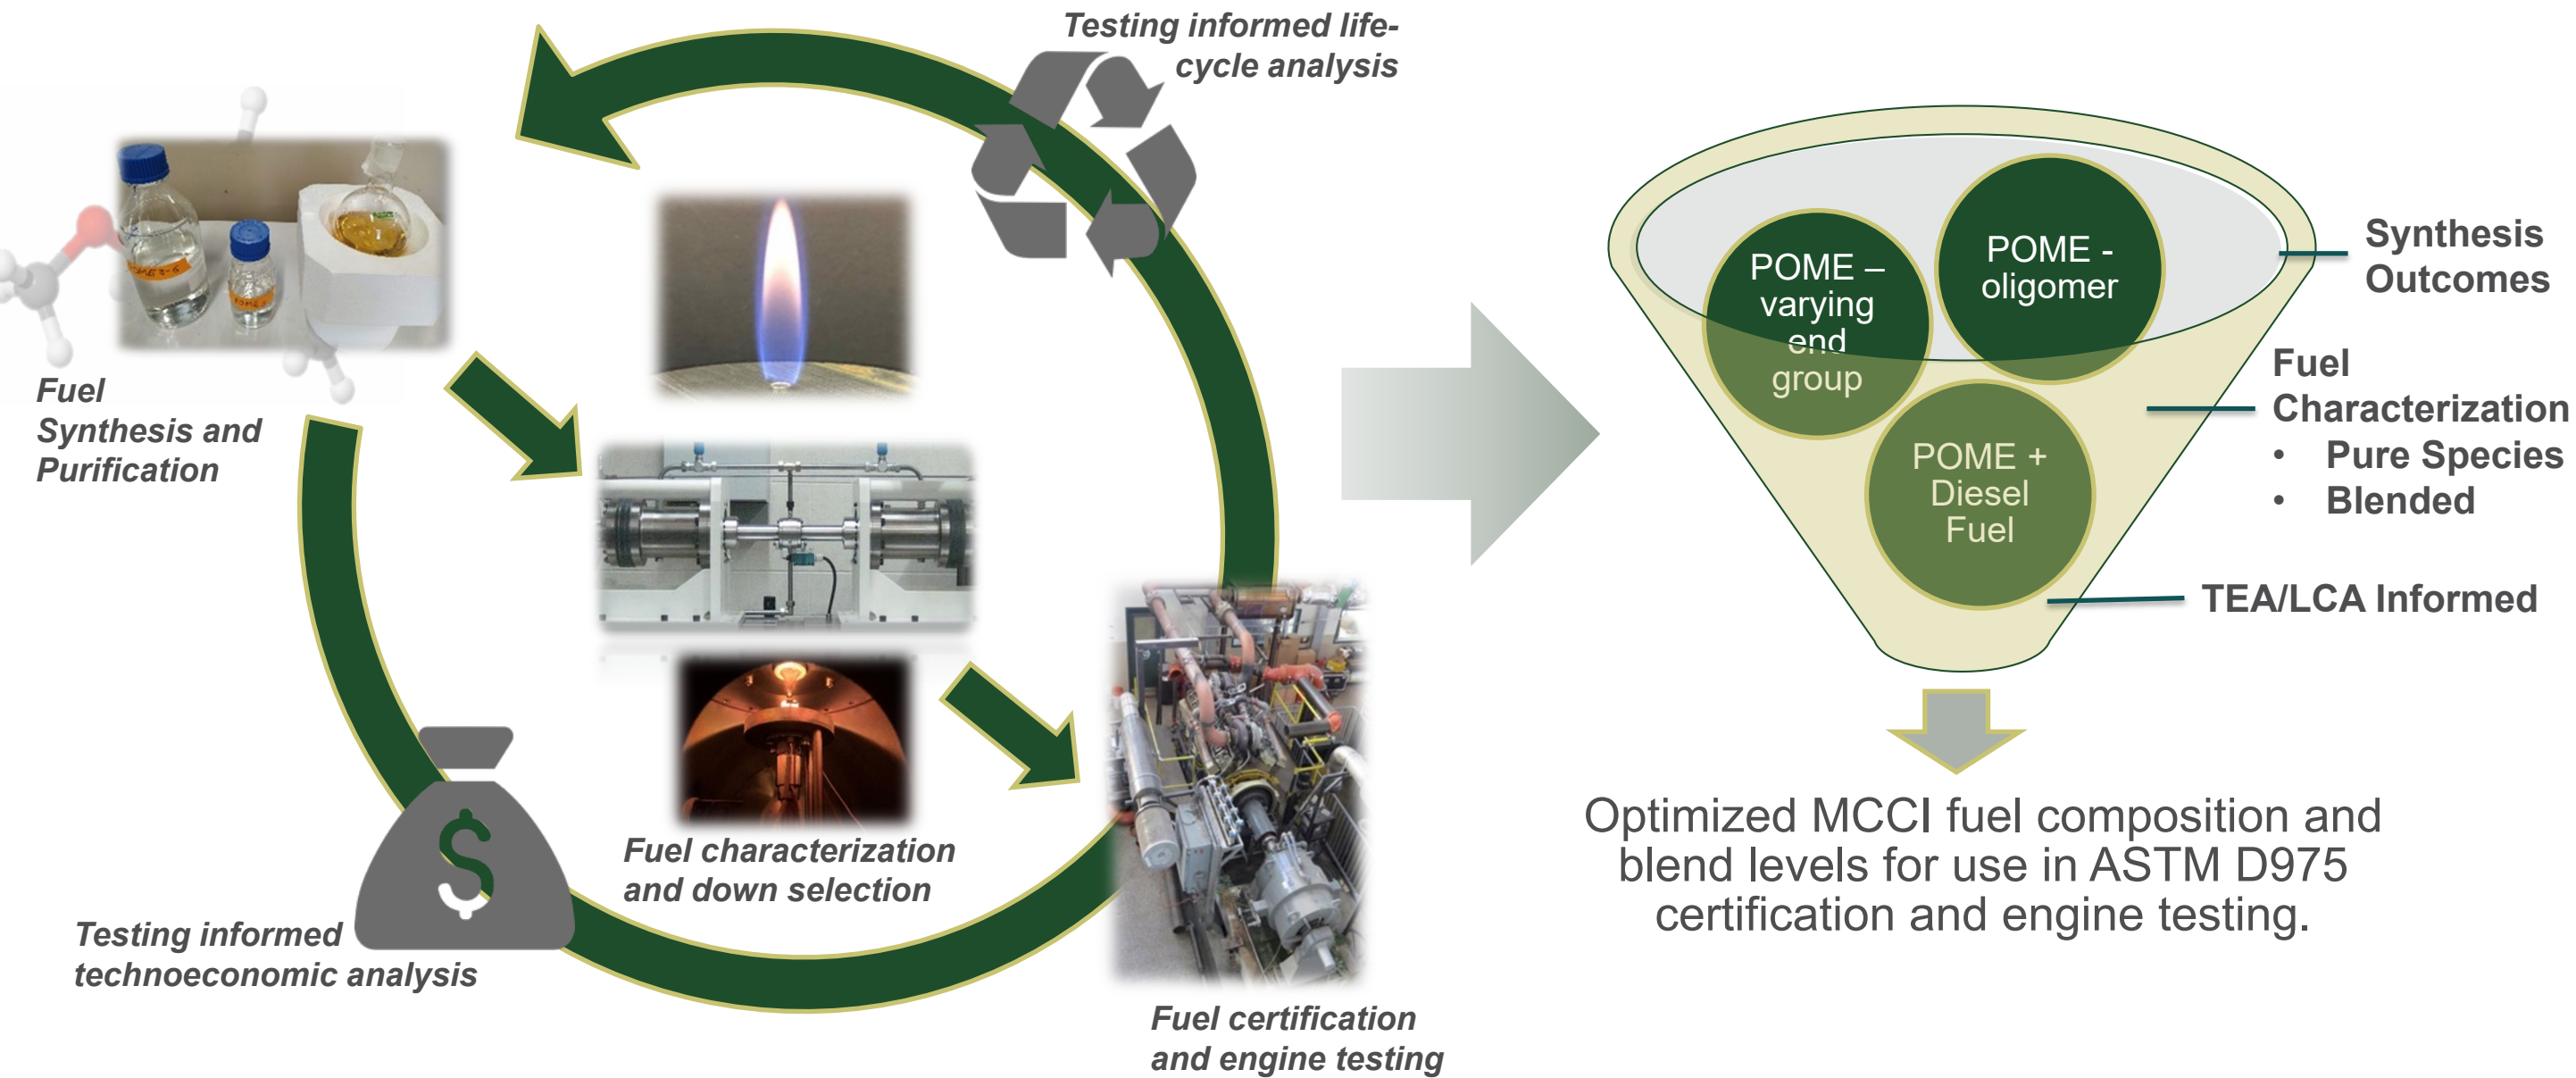 Testing informed life-
cycle analysis
Fuel
Synthesis and
Purification
Fuel characterization
and down selection
Testing informed
technoeconomic analysis
$
Fuel certification
and engine testing
POME –
varying
end
group
POME -
oligomer
POME +
Diesel
Fuel
Synthesis
Outcomes
Fuel
Characterization
• Pure Species
• Blended
TEA/LCA Informed
Optimized MCCI fuel composition and
blend levels for use in ASTM D975
certification and engine testing.